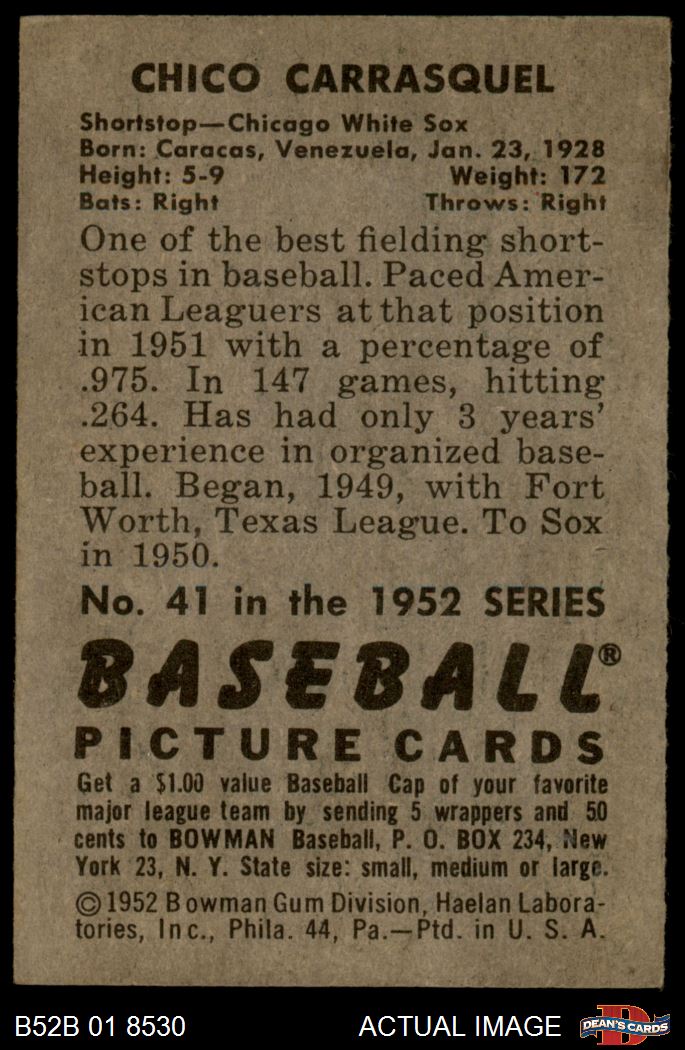 CHICO CARRASQUEL
Shortstop—Chicago White Sox
Born: Caracas, Venezuela, Jan. 23, 1928
Height: 5-9 Weight: 172
Bats: Right Throws: Right
One of the best fielding short-
stops in baseball. Paced Amer-
ican Leaguers at that position
in 1951 with a percentage of
.975. In 147 games, hitting
.264. Has had only 3 years'
experience in organized base-
ball. Began, 1949, with Fort
Worth, Texas League. To Sox
in 1950.
No. 41 in the 1952 SERIES
BASEBALL®
PICTURE CARDS
Get a $1.00 value Baseball Cap of your favorite
major league team by sending 5 wrappers and 50
cents to BOWMAN Baseball, P. O. BOX 234, New
York 23, N. Y. State size: small, medium or large.
©1952 Bowman Gum Division, Haelan Labora-
tories, Inc., Phila. 44, Pa.—Ptd. in U. S. A.
B52B 01 8530 ACTUAL IMAGE D DEAN'S CARDS